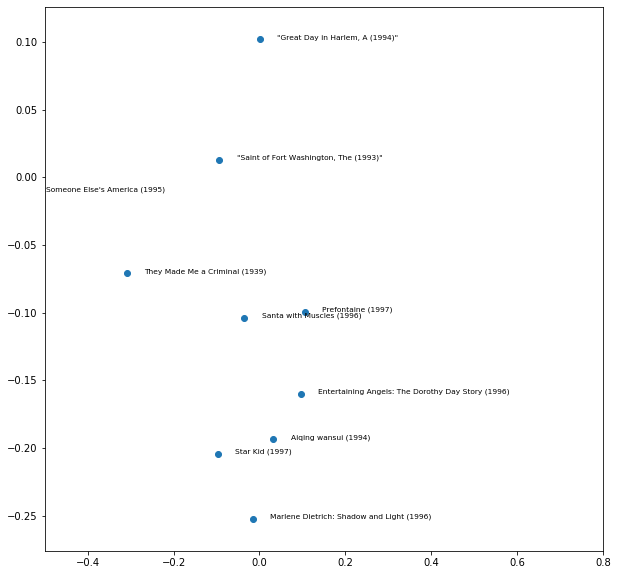 0.10
"Great Day in Harlem, A (1994)"
0.05
"Saint of Fort Washington, The (1993)"
0.00
Someone Else's America (1995)
−0.05
They Made Me a Criminal (1939)
−0.10
Prefontaine (1997)
Santa with Muscles (1996)
−0.15
Entertaining Angels: The Dorothy Day Story (1996)
Aiqing wansui (1994)
−0.20
Star Kid (1997)
−0.25
Marlene Dietrich: Shadow and Light (1996)
−0.4 −0.2 0.0 0.2 0.4 0.6 0.8